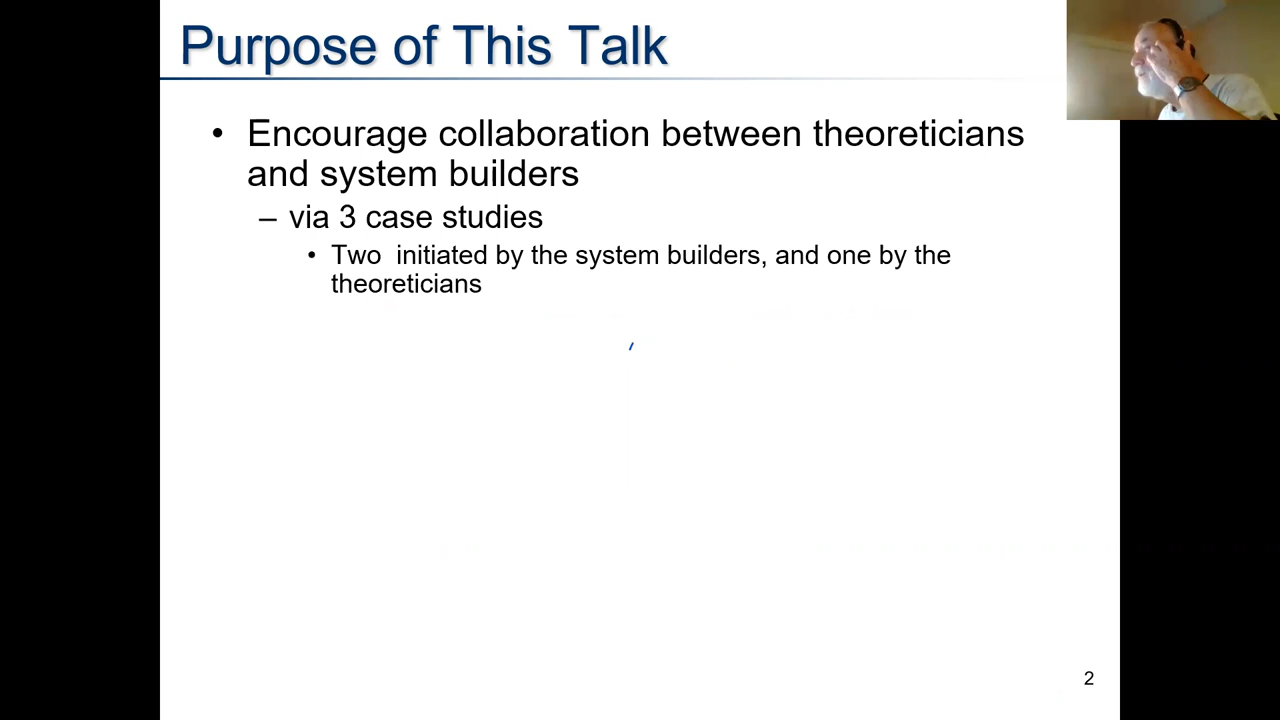 Purpose of This Talk
• Encourage collaboration between theoreticians
and system builders
– via 3 case studies
• Two  initiated by the system builders, and one by the
theoreticians
2